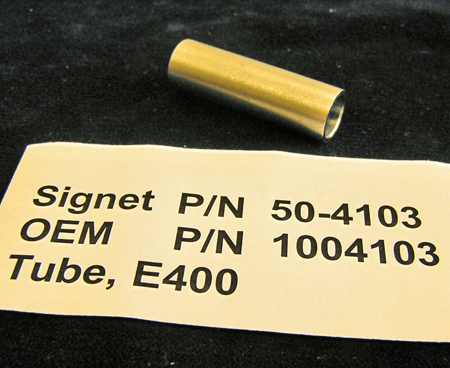 Signet P/N 50-4103
OEM P/N 1004103
Tube, E400